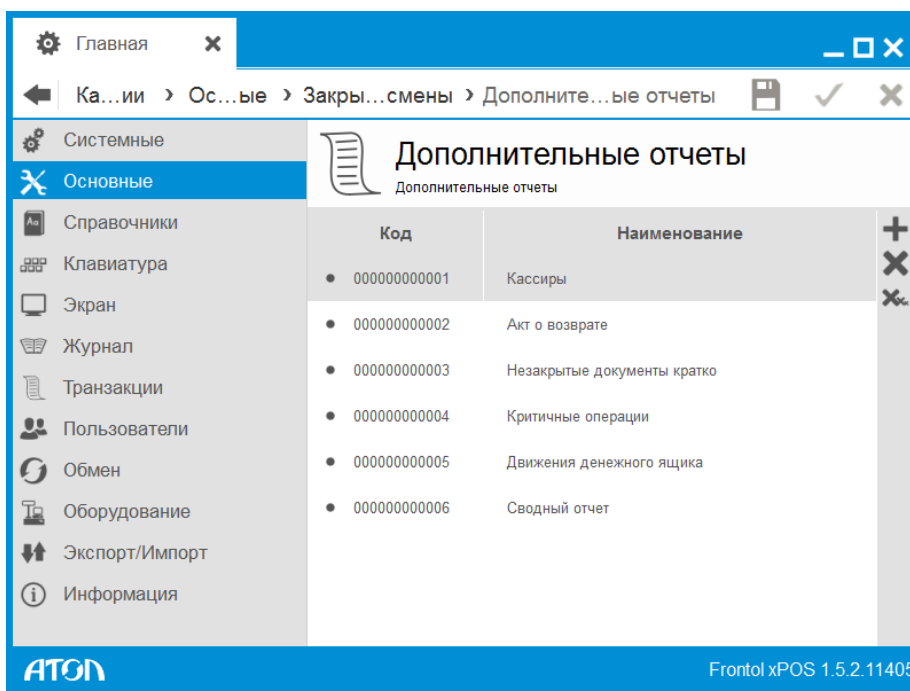 Главная
Ка…ии › Ос…ые › Закры…смены › Дополните…ые отчеты
Системные
Основные
Справочники
Клавиатура
Экран
Журнал
Транзакции
Пользователи
Обмен
Оборудование
Экспорт/Импорт
Информация
Дополнительные отчеты
Дополнительные отчеты
Код Наименование
000000000001 Кассиры
000000000002 Акт о возврате
000000000003 Незакрытые документы кратко
000000000004 Критичные операции
000000000005 Движения денежного ящика
000000000006 Сводный отчет
АТОЛ Frontol xPOS 1.5.2.11405